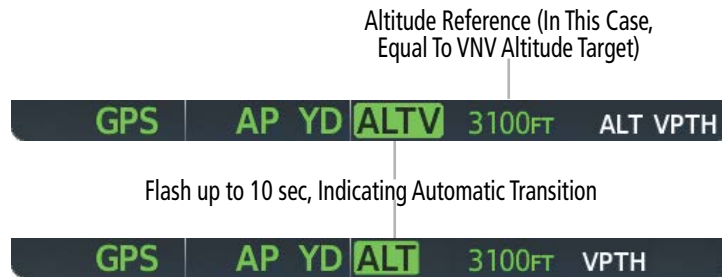 Altitude Reference (In This Case,
Equal To VNV Altitude Target)
GPS AP YD ALTV 3100FT ALT VPTH
Flash up to 10 sec, Indicating Automatic Transition
GPS AP YD ALT 3100FT VPTH